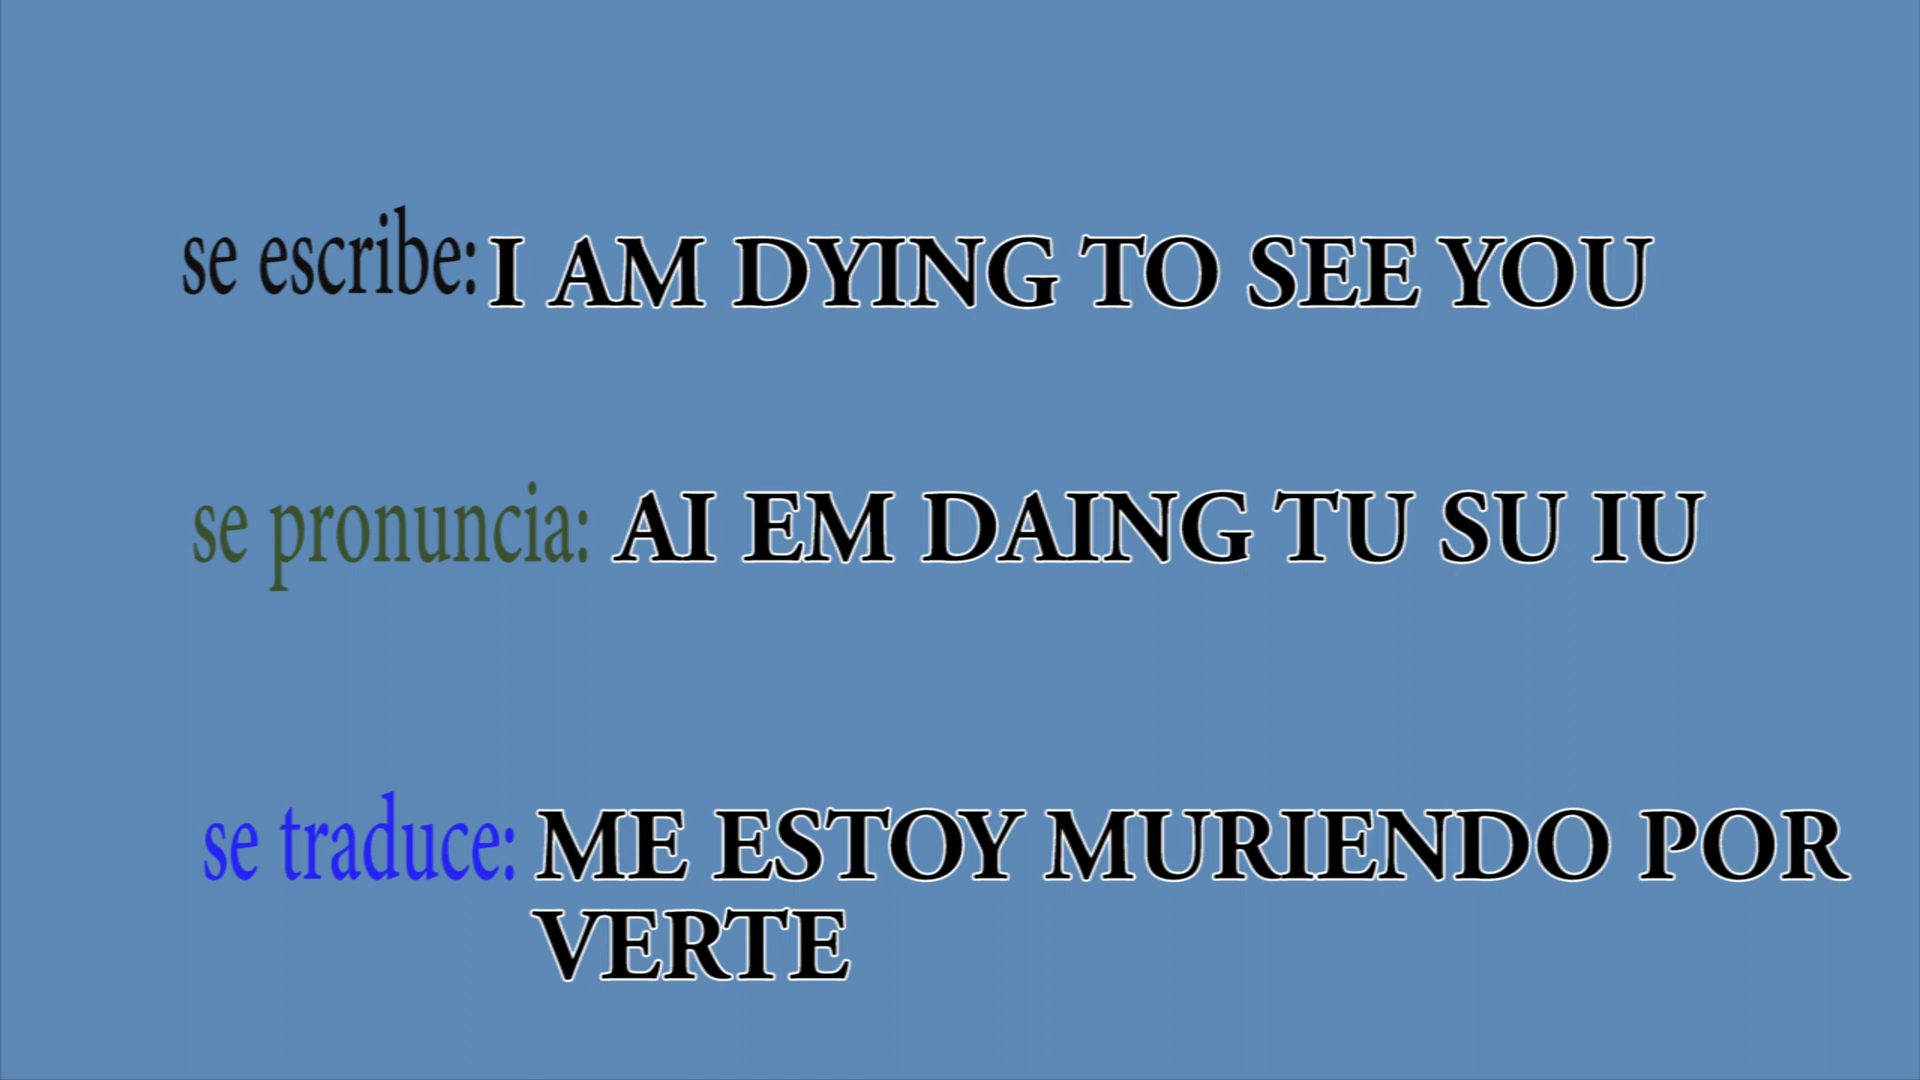 se escribe: I AM DYING TO SEE YOU
se pronuncia: AI EM DAING TU SU IU
se traduce: ME ESTOY MURIENDO POR
VERTE